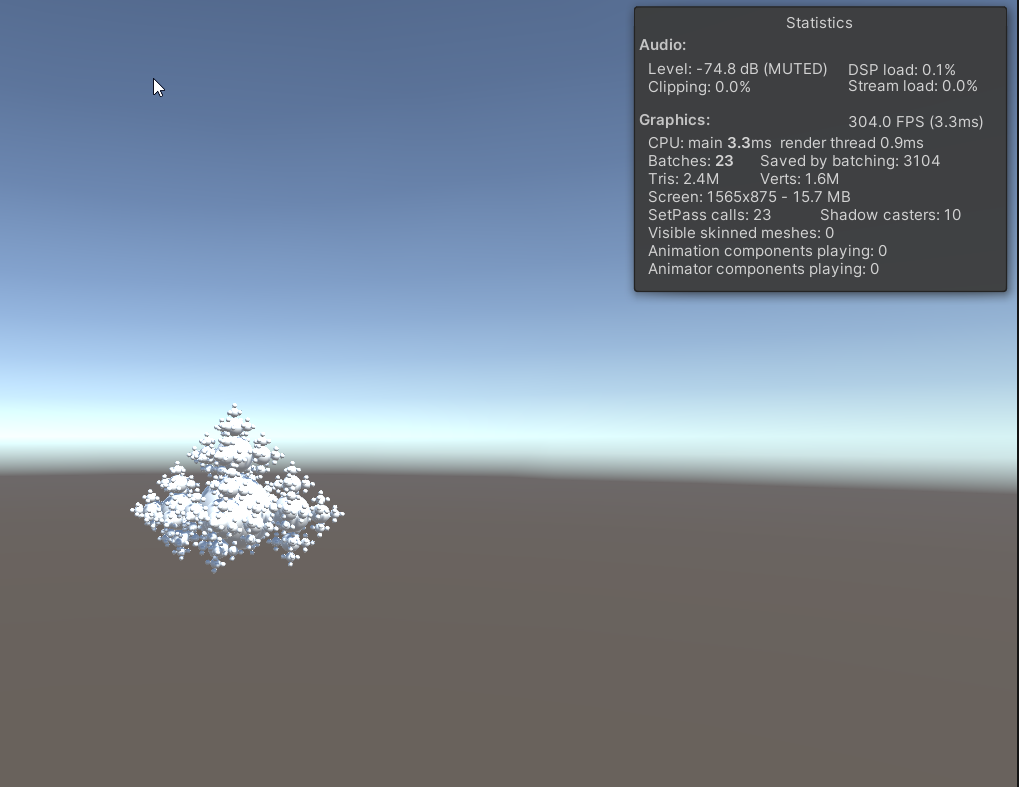 Statistics
Audio:
Level: -74.8 dB (MUTED) DSP load: 0.1%
Clipping: 0.0% Stream load: 0.0%
Graphics: 304.0 FPS (3.3ms)
CPU: main 3.3ms render thread 0.9ms
Batches: 23 Saved by batching: 3104
Tris: 2.4M Verts: 1.6M
Screen: 1565x875 - 15.7 MB
SetPass calls: 23 Shadow casters: 10
Visible skinned meshes: 0
Animation components playing: 0
Animator components playing: 0